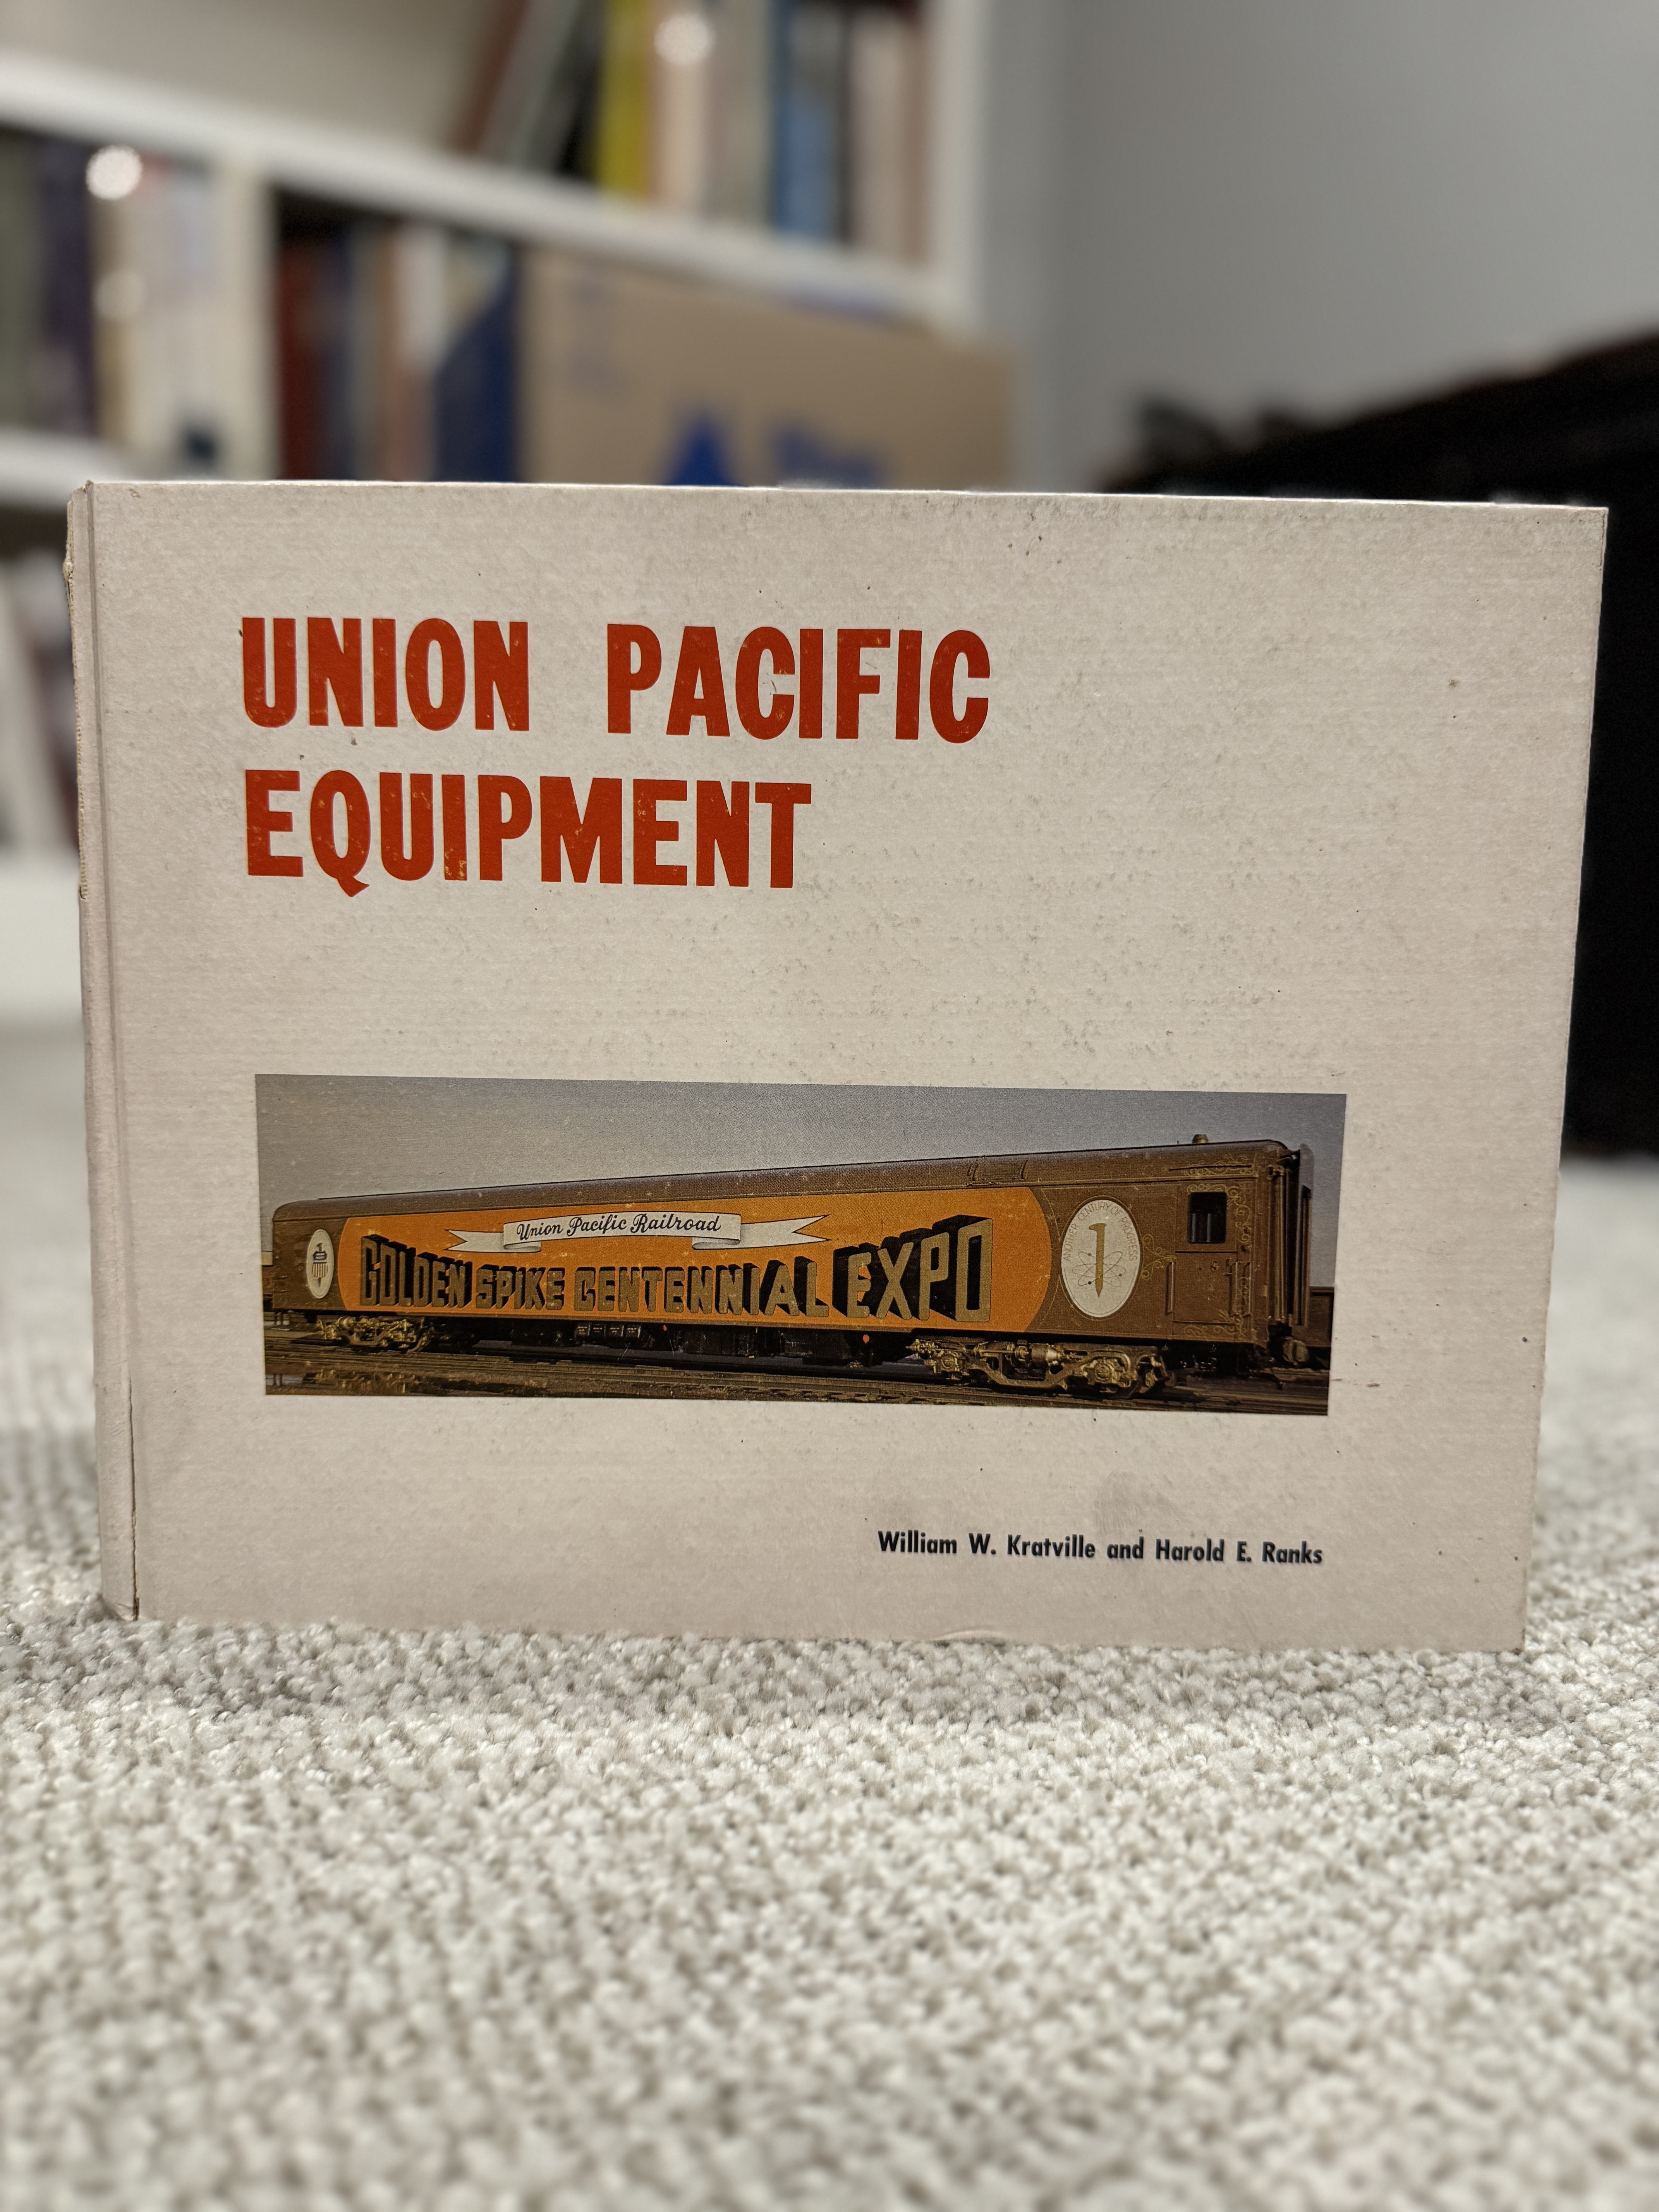 UNION PACIFIC
EQUIPMENT
Union Pacific Railroad
GOLDEN SPIKE CENTENNIAL EXPO
William W. Kratville and Harold E. Ranks